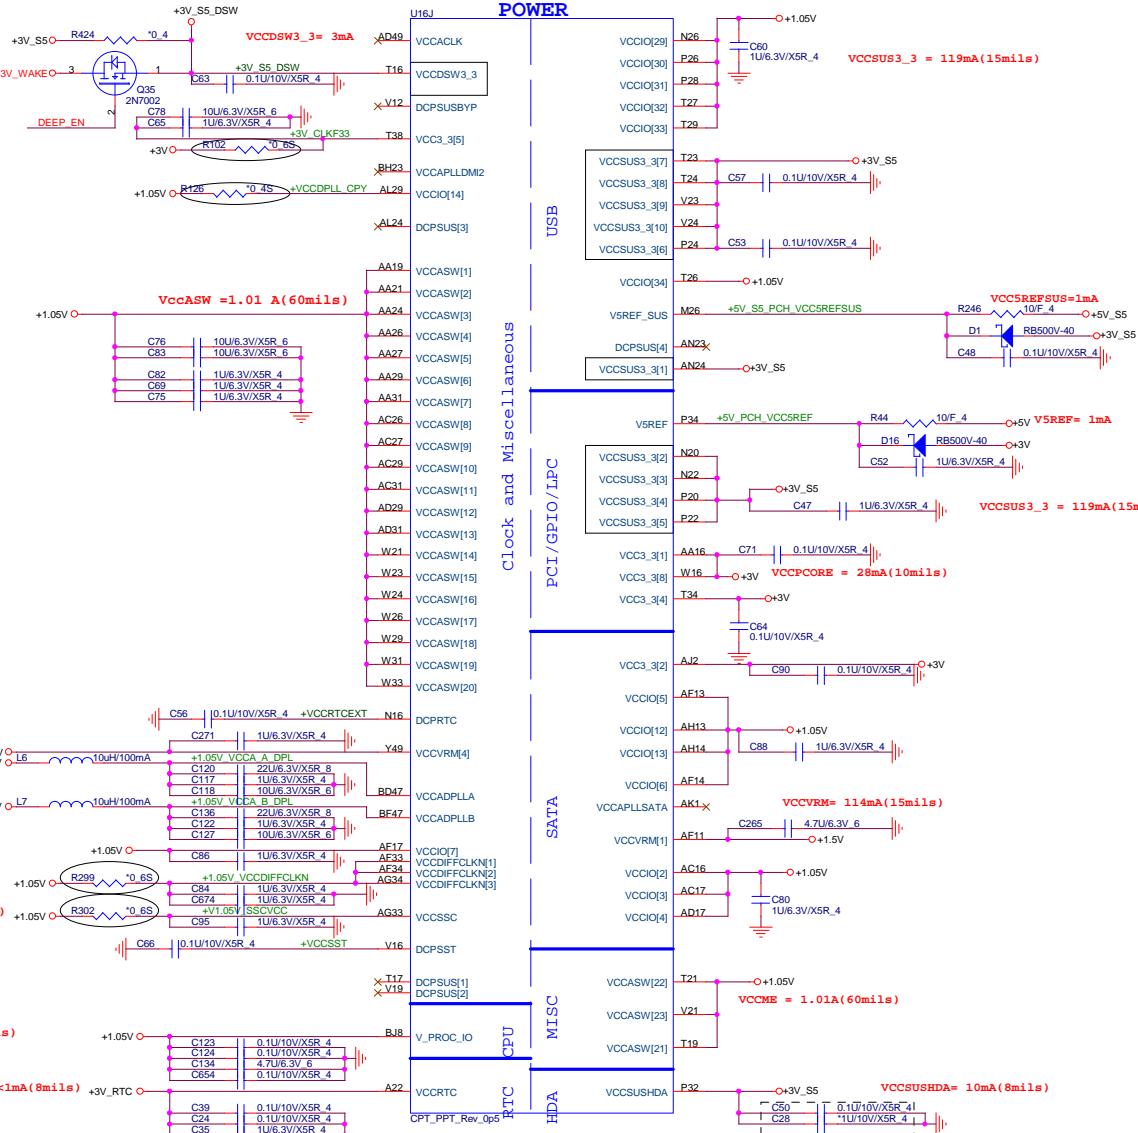 POWER
U16J
+3V_S5_DSW
+3V_S5
R424
*0_4
VCCDSW3_3= 3mA
3V_WAKE
3
1
+3V_S5_DSW
C63
0.1U/10V/X5R_4
Q35
2N7002
2
DEEP_EN
C78
10U/6.3V/X5R_6
C65
1U/6.3V/X5R_4
+3V_CLKF33
+3V
R102
*0_6S
+1.05V
R126
*0_4S
+VCCDPLL_CPY
VccASW =1.01 A(60mils)
+1.05V
C76
10U/6.3V/X5R_6
C83
10U/6.3V/X5R_6
C82
1U/6.3V/X5R_4
C69
1U/6.3V/X5R_4
C75
1U/6.3V/X5R_4
C56
0.1U/10V/X5R_4
+VCCRTCEXT
C271
1U/6.3V/X5R_4
L6
10uH/100mA
+1.05V_VCCA_A_DPL
C120
22U/6.3V/X5R_8
C117
1U/6.3V/X5R_4
C118
10U/6.3V/X5R_6
L7
10uH/100mA
+1.05V_VCCA_B_DPL
C136
22U/6.3V/X5R_8
C122
1U/6.3V/X5R_4
C127
10U/6.3V/X5R_6
+1.05V
C86
1U/6.3V/X5R_4
+1.05V
R299
*0_6S
+1.05V_VCCDIFFCLKN
C84
1U/6.3V/X5R_4
C674
1U/6.3V/X5R_4
+1.05V
R302
*0_6S
+V1.05V_SSCVCC
C95
1U/6.3V/X5R_4
C66
0.1U/10V/X5R_4
+VCCSST
+1.05V
C123
0.1U/10V/X5R_4
C124
0.1U/10V/X5R_4
C134
4.7U/6.3V_6
C654
0.1U/10V/X5R_4
<1mA(8mils)
+3V_RTC
C39
0.1U/10V/X5R_4
C24
0.1U/10V/X5R_4
C35
1U/6.3V/X5R_4
AD49 VCCACLK
T16 VCCDSW3_3
V12 DCPSUSBYP
T38 VCC3_3[5]
BH23 VCCAPLLDMI2
AL29 VCCIO[14]
AL24 DCPSUS[3]
AA19 VCCASW[1]
AA21 VCCASW[2]
AA24 VCCASW[3]
AA26 VCCASW[4]
AA27 VCCASW[5]
AA29 VCCASW[6]
AA31 VCCASW[7]
AC26 VCCASW[8]
AC27 VCCASW[9]
AC29 VCCASW[10]
AC31 VCCASW[11]
AD29 VCCASW[12]
AD31 VCCASW[13]
W21 VCCASW[14]
W23 VCCASW[15]
W24 VCCASW[16]
W26 VCCASW[17]
W29 VCCASW[18]
W31 VCCASW[19]
W33 VCCASW[20]
N16 DCPRTC
Y49 VCCVRM[4]
BD47 VCCADPLLA
BF47 VCCADPLLB
AF17 VCCIO[7]
AF33 VCCDIFFCLKN[1]
AF34 VCCDIFFCLKN[2]
AG34 VCCDIFFCLKN[3]
AG33 VCCSSC
V16 DCPSST
T17 DCPSUS[1]
V19 DCPSUS[2]
BJ8 V_PROC_IO
A22 VCCRTC
CPT_PPT_Rev_0p5
Clock and Miscellaneous
USB
PCI/GPIO/LPC
SATA
MISC
CPU
RTC
HDA
VCCIO[29] N26
VCCIO[30] P26
VCCIO[31] P28
VCCIO[32] T27
VCCIO[33] T29
VCCSUS3_3[7] T23
VCCSUS3_3[8] T24
VCCSUS3_3[9] V23
VCCSUS3_3[10] V24
VCCSUS3_3[6] P24
VCCIO[34] T26
V5REF_SUS M26
DCPSUS[4] AN23
VCCSUS3_3[1] AN24
V5REF P34
VCCSUS3_3[2] N20
VCCSUS3_3[3] N22
VCCSUS3_3[4] P20
VCCSUS3_3[5] P22
VCC3_3[1] AA16
VCC3_3[8] W16
VCC3_3[4] T34
VCC3_3[2] AJ2
VCCIO[5] AF13
VCCIO[12] AH13
VCCIO[13] AH14
VCCIO[6] AF14
VCCAPLLSATA AK1
VCCVRM[1] AF11
VCCIO[2] AC16
VCCIO[3] AC17
VCCIO[4] AD17
VCCASW[22] T21
VCCASW[23] V21
VCCASW[21] T19
VCCSUSHDA P32
+1.05V
C60
1U/6.3V/X5R_4
VCCSUS3_3 = 119mA(15mils)
+3V_S5
C57
0.1U/10V/X5R_4
C53
0.1U/10V/X5R_4
+1.05V
+5V_S5_PCH_VCC5REFSUS
VCC5REFSUS=1mA
R246
10/F_4
+5V_S5
D1
RB500V-40
+3V_S5
C48
0.1U/10V/X5R_4
+3V_S5
+5V_PCH_VCC5REF
R44
10/F_4
+5V
V5REF= 1mA
D16
RB500V-40
+3V
C52
1U/6.3V/X5R_4
+3V_S5
C47
1U/6.3V/X5R_4
VCCSUS3_3 = 119mA(15m
C71
0.1U/10V/X5R_4
+3V
VCCPCORE = 28mA(10mils)
+3V
C64
0.1U/10V/X5R_4
+3V
C90
0.1U/10V/X5R_4
+1.05V
C88
1U/6.3V/X5R_4
VCCVRM= 114mA(15mils)
C265
4.7U/6.3V_6
+1.5V
+1.05V
C80
1U/6.3V/X5R_4
+1.05V
VCCME = 1.01A(60mils)
+3V_S5
VCCSUSHDA= 10mA(8mils)
C50
0.1U/10V/X5R_4
C28
*1U/10V/X5R_4